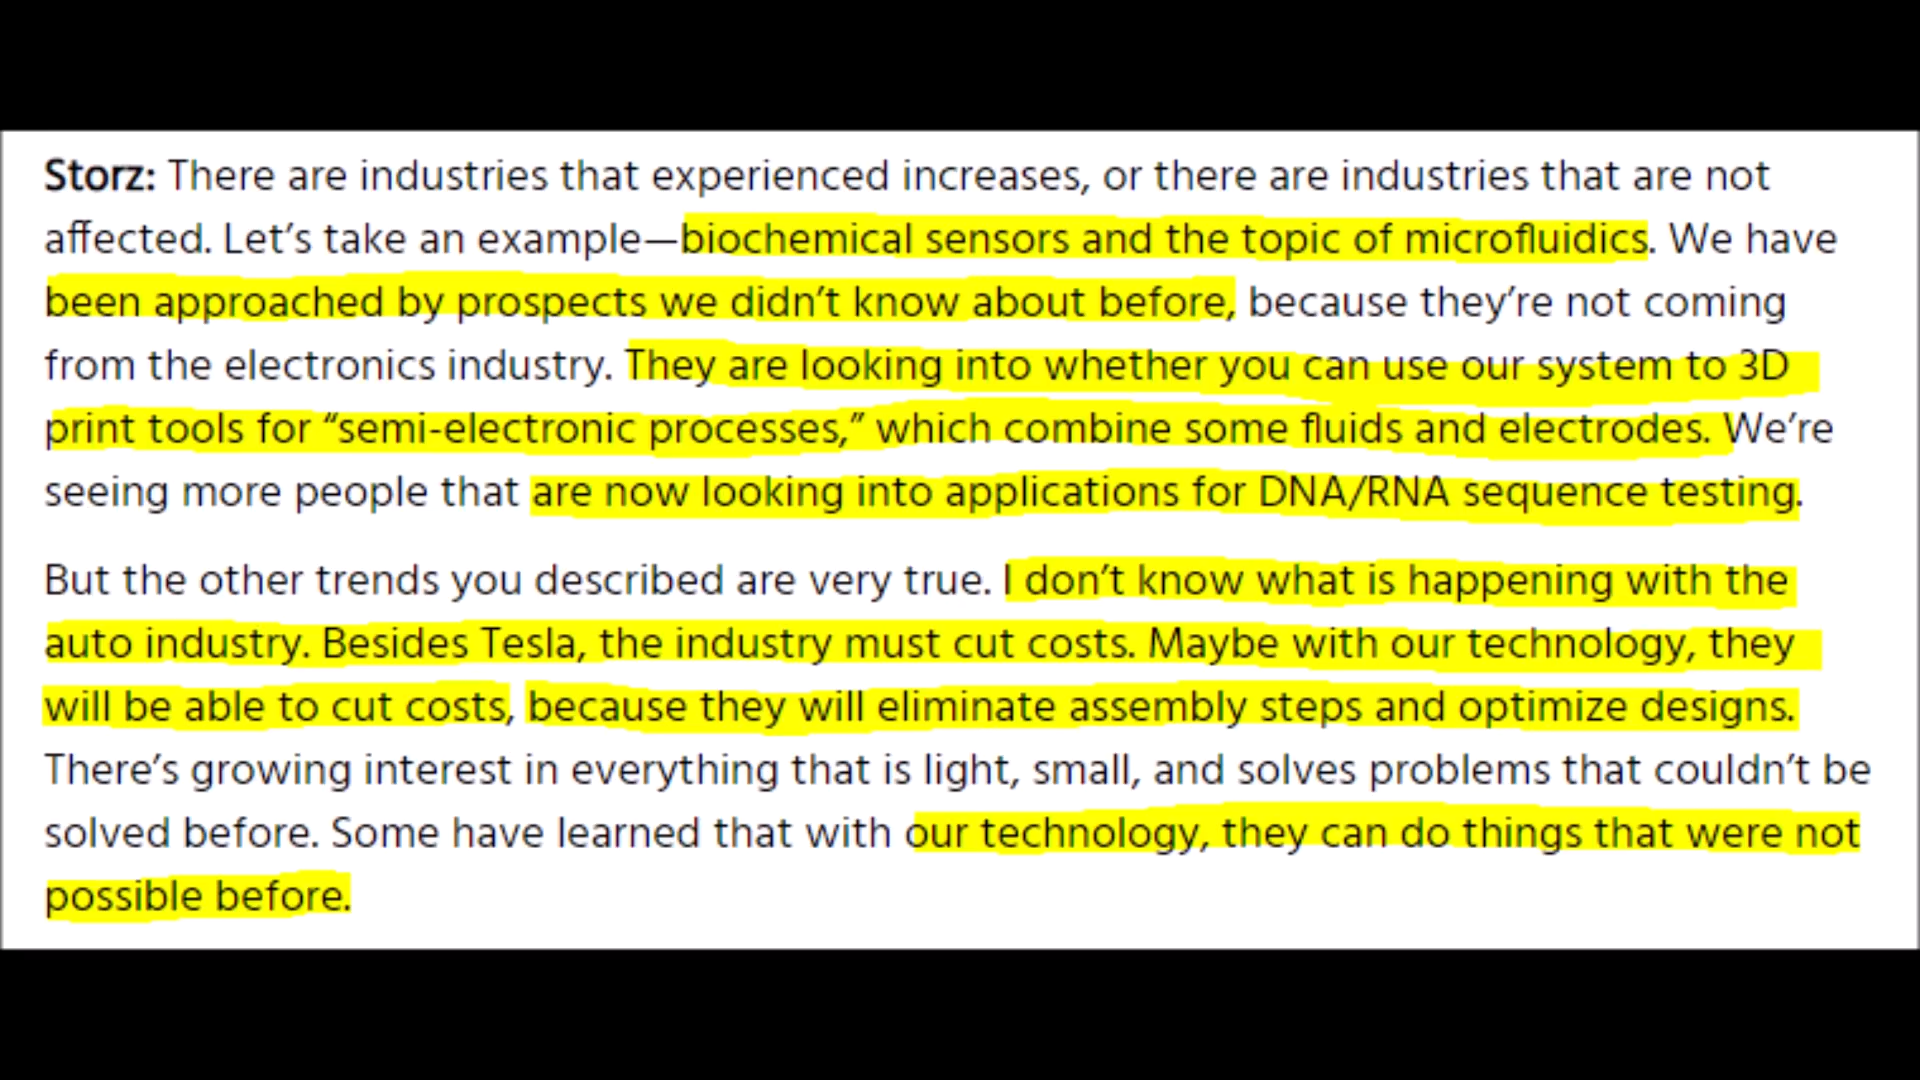 Storz: There are industries that experienced increases, or there are industries that are not
affected. Let’s take an example—biochemical sensors and the topic of microfluidics. We have
been approached by prospects we didn’t know about before, because they’re not coming
from the electronics industry. They are looking into whether you can use our system to 3D
print tools for “semi-electronic processes,” which combine some fluids and electrodes. We’re
seeing more people that are now looking into applications for DNA/RNA sequence testing.
But the other trends you described are very true. I don’t know what is happening with the
auto industry. Besides Tesla, the industry must cut costs. Maybe with our technology, they
will be able to cut costs, because they will eliminate assembly steps and optimize designs.
There’s growing interest in everything that is light, small, and solves problems that couldn’t be
solved before. Some have learned that with our technology, they can do things that were not
possible before.